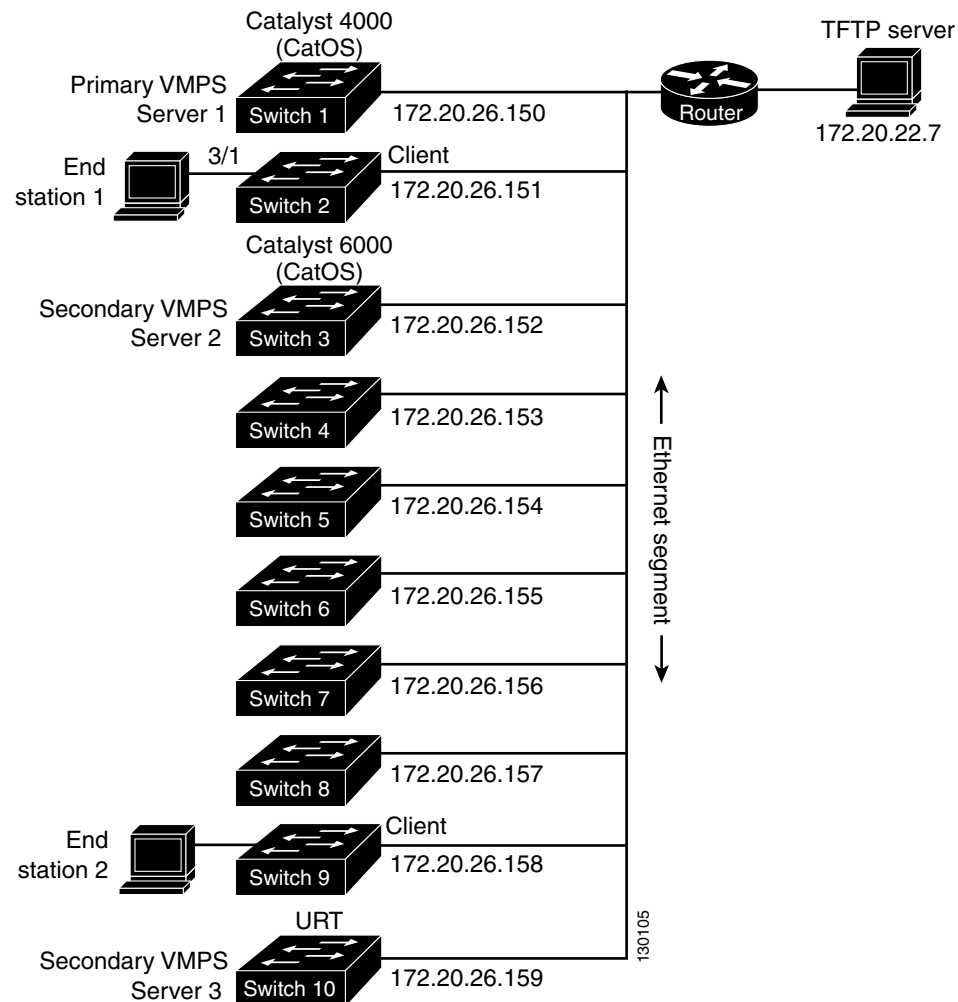 Catalyst 4000
(CatOS)
TFTP server
Primary VMPS
Server 1
Switch 1
172.20.26.150
Router
172.20.22.7
End
station 1
3/1
Client
Switch 2
172.20.26.151
Catalyst 6000
(CatOS)
Secondary VMPS
Server 2
Switch 3
172.20.26.152
Switch 4
172.20.26.153
Ethernet segment
Switch 5
172.20.26.154
Switch 6
172.20.26.155
Switch 7
172.20.26.156
Switch 8
172.20.26.157
End
station 2
Client
Switch 9
172.20.26.158
URT
Secondary VMPS
Server 3
Switch 10
172.20.26.159
130105